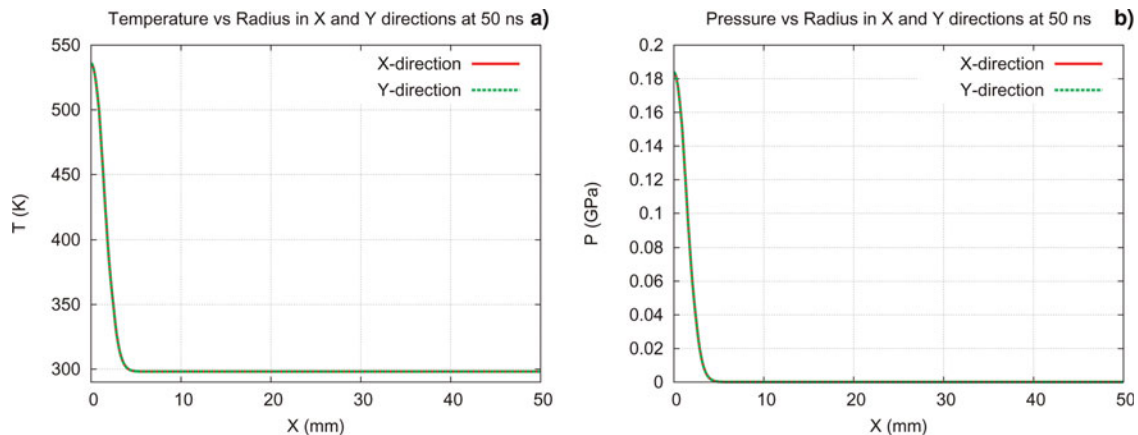 Temperature vs Radius in X and Y directions at 50 ns a)
550
500
450
400
350
300
T (K)
X-direction
Y-direction
0 10 20 30 40 50
X (mm)
Pressure vs Radius in X and Y directions at 50 ns b)
0.2
0.18
0.16
0.14
0.12
0.1
0.08
0.06
0.04
0.02
0
P (GPa)
X-direction
Y-direction
0 10 20 30 40 50
X (mm)